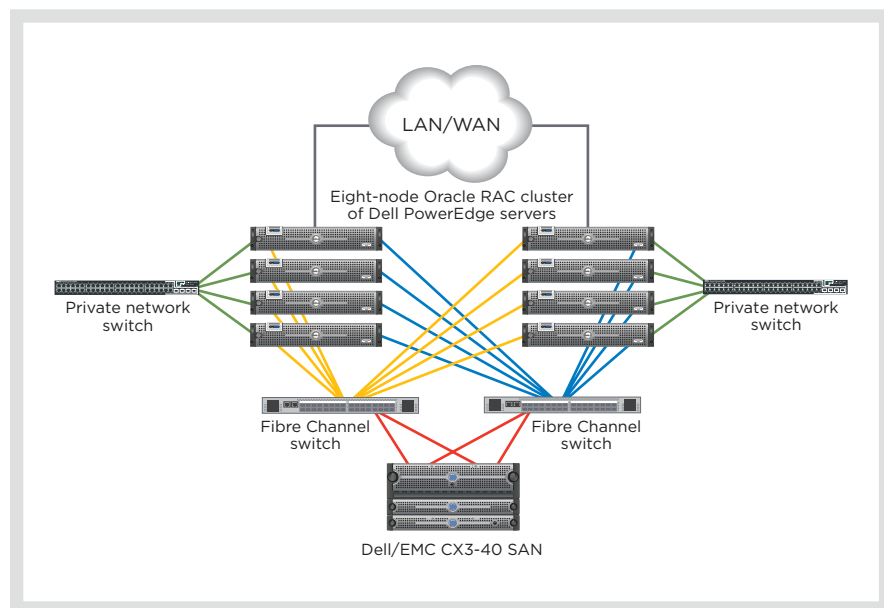 LAN/WAN
Eight-node Oracle RAC cluster
of Dell PowerEdge servers
Private network
switch
Private network
switch
Fibre Channel
switch
Fibre Channel
switch
Dell/EMC CX3-40 SAN